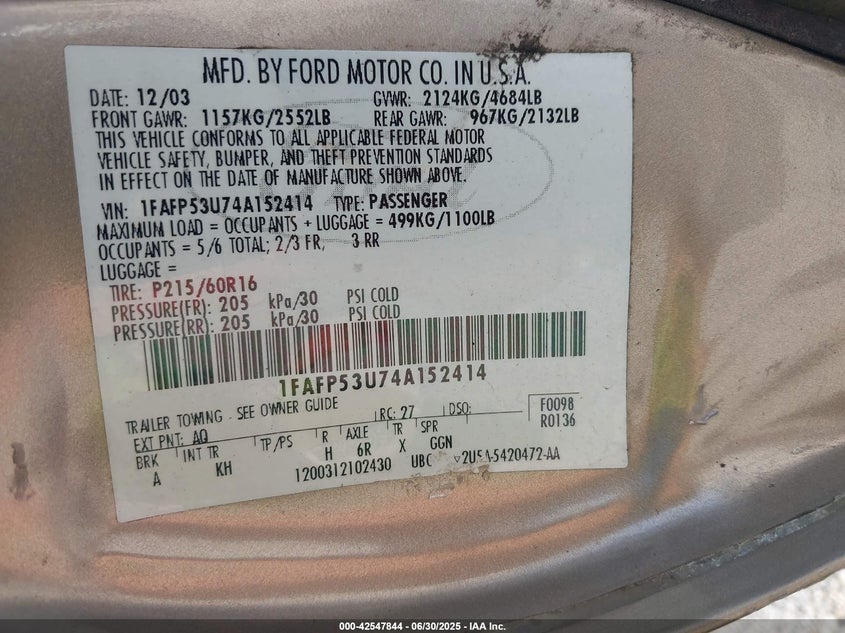 MFD. BY FORD MOTOR CO. IN U.S.A.
DATE: 12/03 GVWR: 2124KG/4684LB
FRONT GAWR: 1157KG/2552LB REAR GAWR: 967KG/2132LB
THIS VEHICLE CONFORMS TO ALL APPLICABLE FEDERAL MOTOR
VEHICLE SAFETY, BUMPER, AND THEFT PREVENTION STANDARDS
IN EFFECT ON THE DATE OF MANUFACTURE SHOWN ABOVE.
VIN: 1FAFP53U74A152414 TYPE: PASSENGER
MAXIMUM LOAD = OCCUPANTS + LUGGAGE = 499KG/1100LB
OCCUPANTS = 5/6 TOTAL; 2/3 FR, 3 RR
LUGGAGE =
TIRE: P215/60R16
PRESSURE(FR): 205 kPa/30 PSI COLD
PRESSURE(RR): 205 kPa/30 PSI COLD
1FAFP53U74A152414
TRAILER TOWING - SEE OWNER GUIDE
EXT PNT: AQ RC: 27 DSO: F0098
R0136
BRK INT TR TP/PS R AXLE TR SPR
A KH H 6R X GGN
1200312102430 UBC
000-42547844 - 06/30/2025 - IAA Inc.